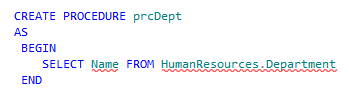 CREATE PROCEDURE prcDept
AS
BEGIN
SELECT Name FROM HumanResources.Department
END